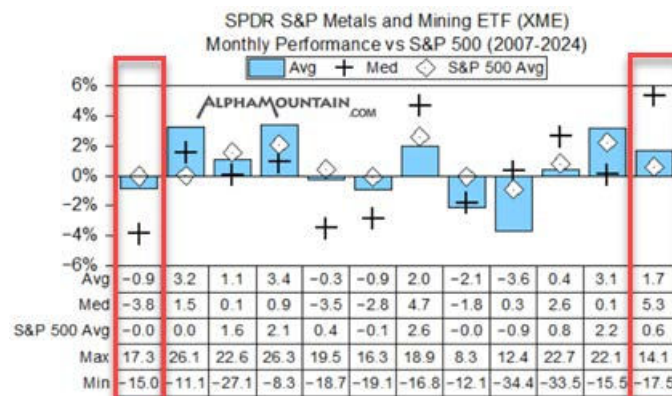 SPDR S&P Metals and Mining ETF (XME)
Monthly Performance vs S&P 500 (2007-2024)
Avg Med S&P 500 Avg
6%
ALPHAMOUNTAIN.COM
4%
2%
0%
−2%
−4%
−6%
Avg −0.9 3.2 1.1 3.4 −0.3 −0.9 2.0 −2.1 −3.6 0.4 3.1 1.7
Med −3.8 1.5 0.1 0.9 −3.5 −2.8 4.7 −1.8 0.3 2.6 0.1 5.3
S&P 500 Avg −0.0 0.0 1.6 2.1 0.4 −0.1 2.6 −0.0 −0.9 0.8 2.2 0.6
Max 17.3 26.1 22.6 26.3 19.5 16.3 18.9 8.3 12.4 22.7 22.1 14.1
Min −15.0 −11.1 −27.1 −8.3 −18.7 −19.1 −16.8 −12.1 −34.4 −33.5 −15.5 −17.5